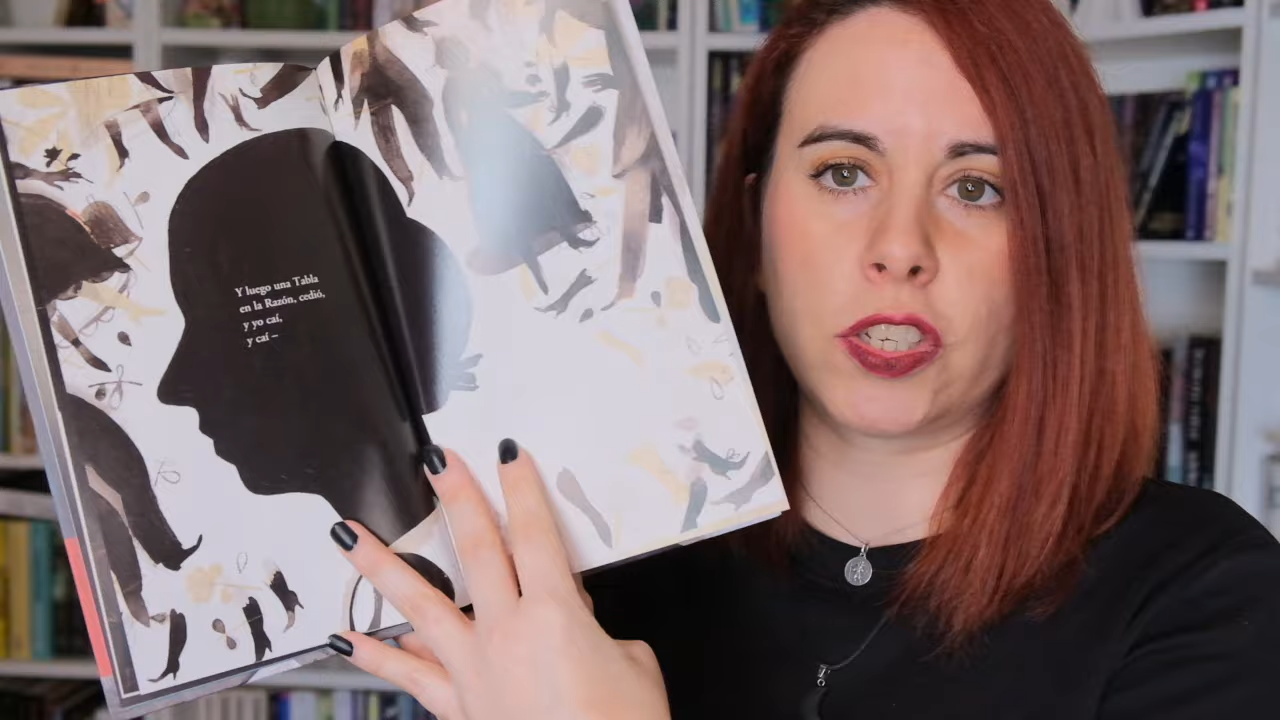 Y luego una Tabla
en la Razón, cedió,
y yo caí,
y caí –